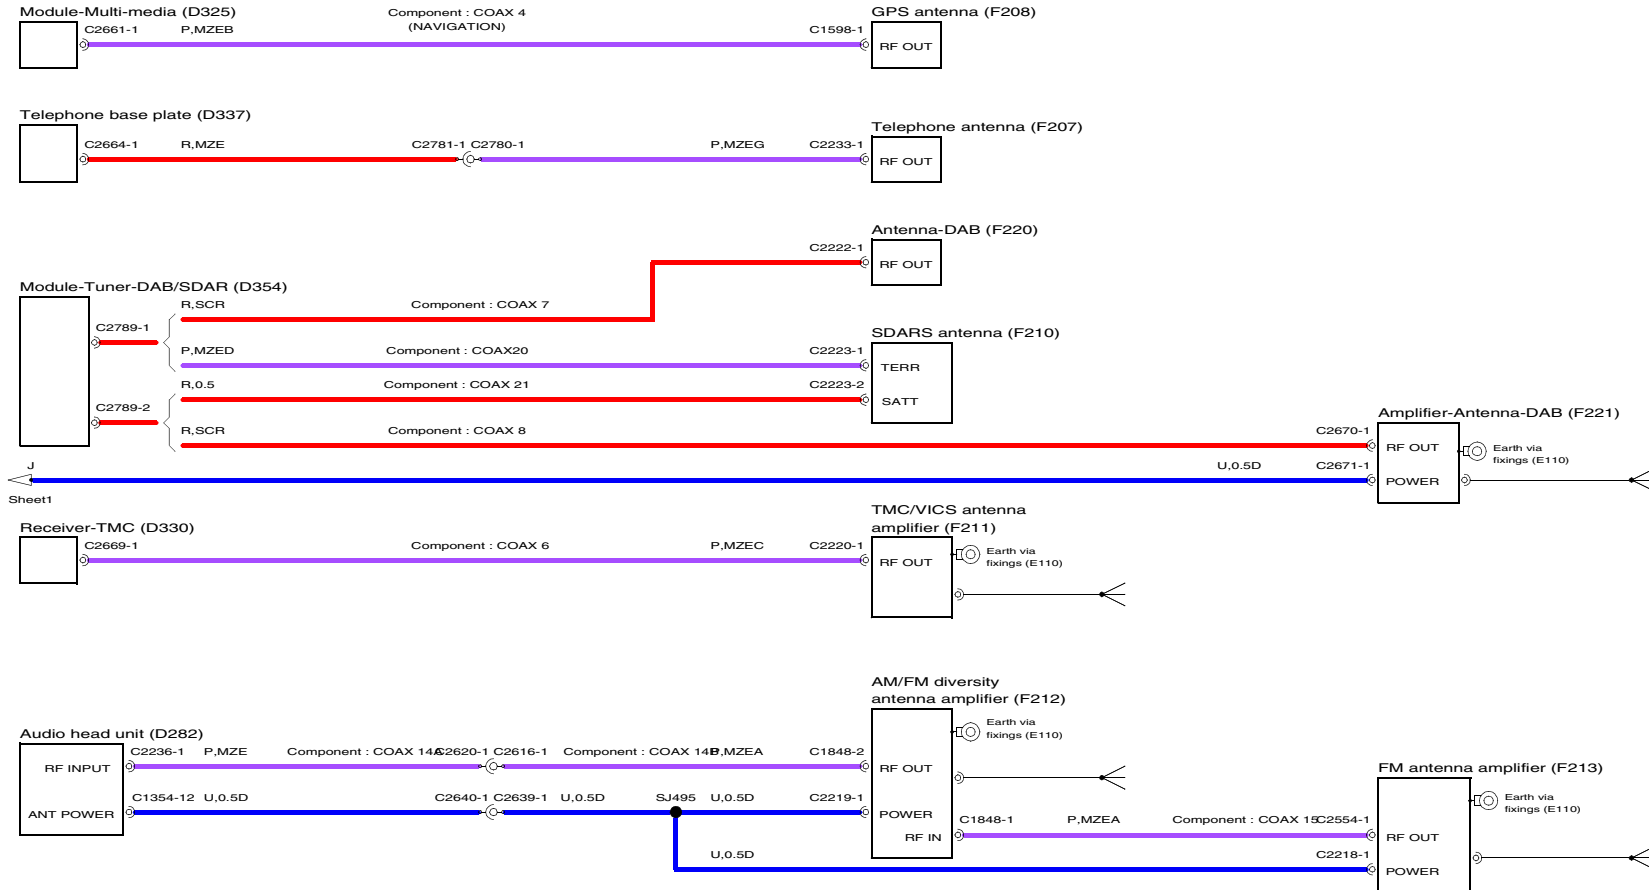 Module-Multi-media (D325)
Component : COAX 4
(NAVIGATION)
GPS antenna (F208)
C2661-1 P,MZEB C1598-1
RF OUT
Telephone base plate (D337)
Telephone antenna (F207)
C2664-1 R,MZE C2781-1 C2780-1 P,MZEG C2233-1
RF OUT
Antenna-DAB (F220)
C2222-1
RF OUT
Module-Tuner-DAB/SDAR (D354)
R,SCR Component : COAX 7
C2789-1
SDARS antenna (F210)
P,MZED Component : COAX20 C2223-1
TERR
R,0.5 Component : COAX 21 C2223-2
SATT
C2789-2
Amplifier-Antenna-DAB (F221)
R,SCR Component : COAX 8 C2670-1
RF OUT
Earth via
fixings (E110)
J
U,0.5D C2671-1
POWER
Sheet1
TMC/VICS antenna
amplifier (F211)
Receiver-TMC (D330)
C2669-1 Component : COAX 6 P,MZEC C2220-1
RF OUT
Earth via
fixings (E110)
AM/FM diversity
antenna amplifier (F212)
Earth via
fixings (E110)
Audio head unit (D282)
C2236-1 P,MZE Component : COAX 14A C2620-1 C2616-1 Component : COAX 14B P,MZEA C1848-2
RF INPUT
RF OUT
FM antenna amplifier (F213)
Earth via
fixings (E110)
C1354-12 U,0.5D C2640-1 C2639-1 U,0.5D SJ495 U,0.5D C2219-1
ANT POWER
POWER
C1848-1 P,MZEA Component : COAX 15 C2554-1
RF IN
RF OUT
U,0.5D C2218-1
POWER